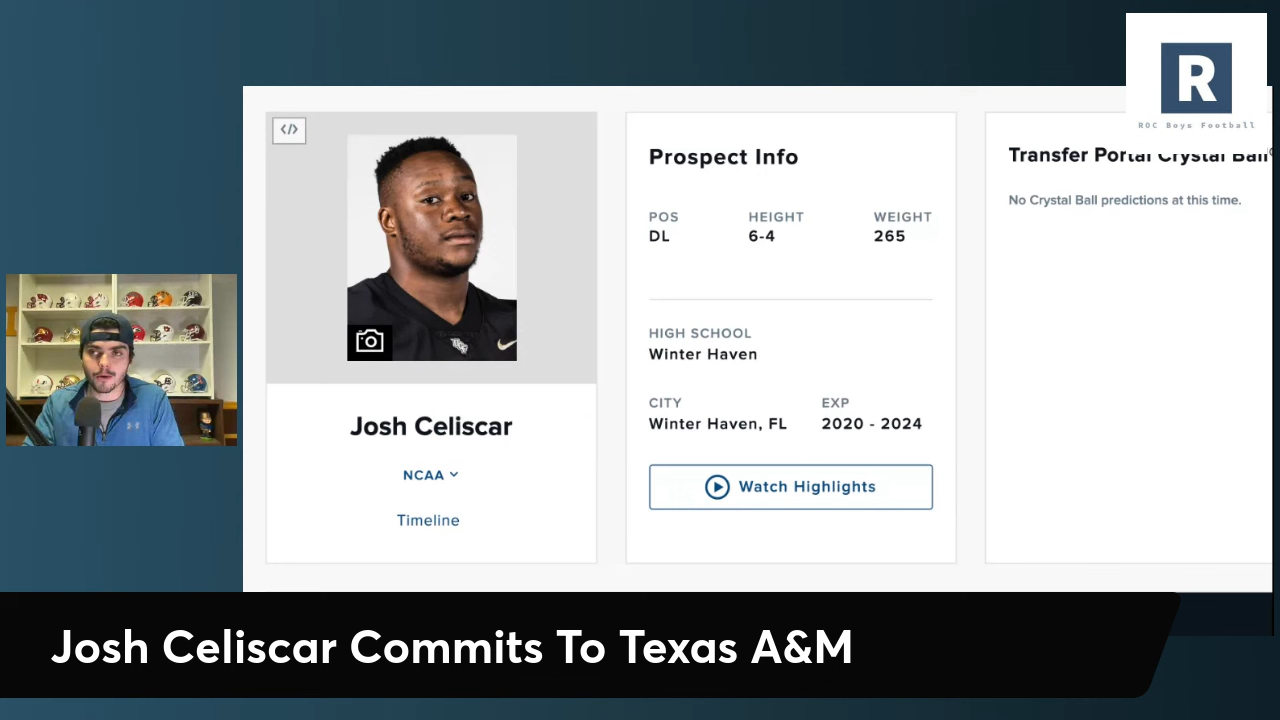 R
ROC Boys Football
</>
Prospect Info
Transfer Portal Crystal Ball
No Crystal Ball predictions at this time.
POS HEIGHT WEIGHT
DL 6-4 265
HIGH SCHOOL
Winter Haven
CITY EXP
Winter Haven, FL 2020 - 2024
Watch Highlights
Josh Celiscar
NCAA
Timeline
Josh Celiscar Commits To Texas A&M